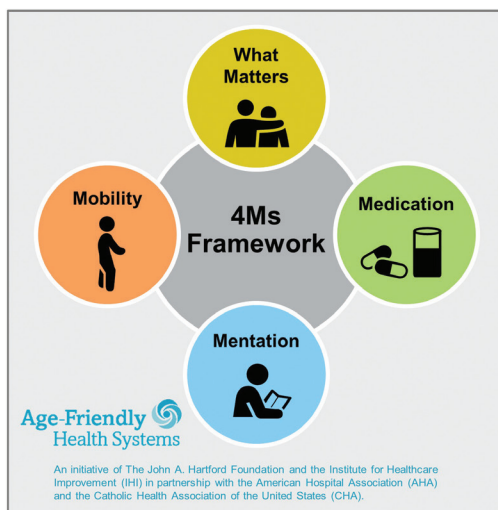 What
Matters
Mobility
4Ms
Framework
Medication
Mentation
Age-Friendly
Health Systems
An initiative of The John A. Hartford Foundation and the Institute for Healthcare
Improvement (IHI) in partnership with the American Hospital Association (AHA)
and the Catholic Health Association of the United States (CHA).